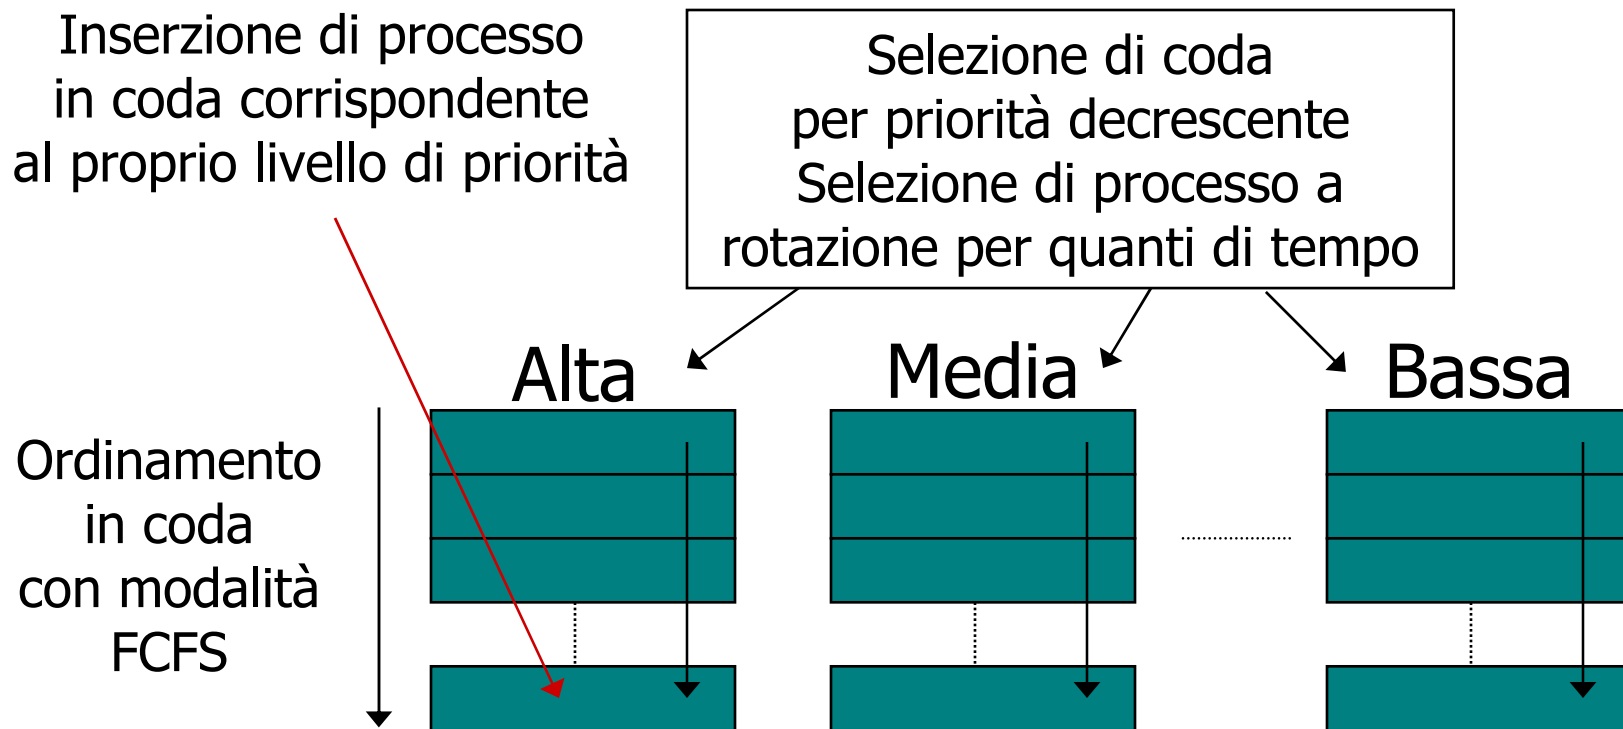 Inserzione di processo
in coda corrispondente
al proprio livello di priorità
Selezione di coda
per priorità decrescente
Selezione di processo a
rotazione per quanti di tempo
Alta
Media
Bassa
Ordinamento
in coda
con modalità
FCFS